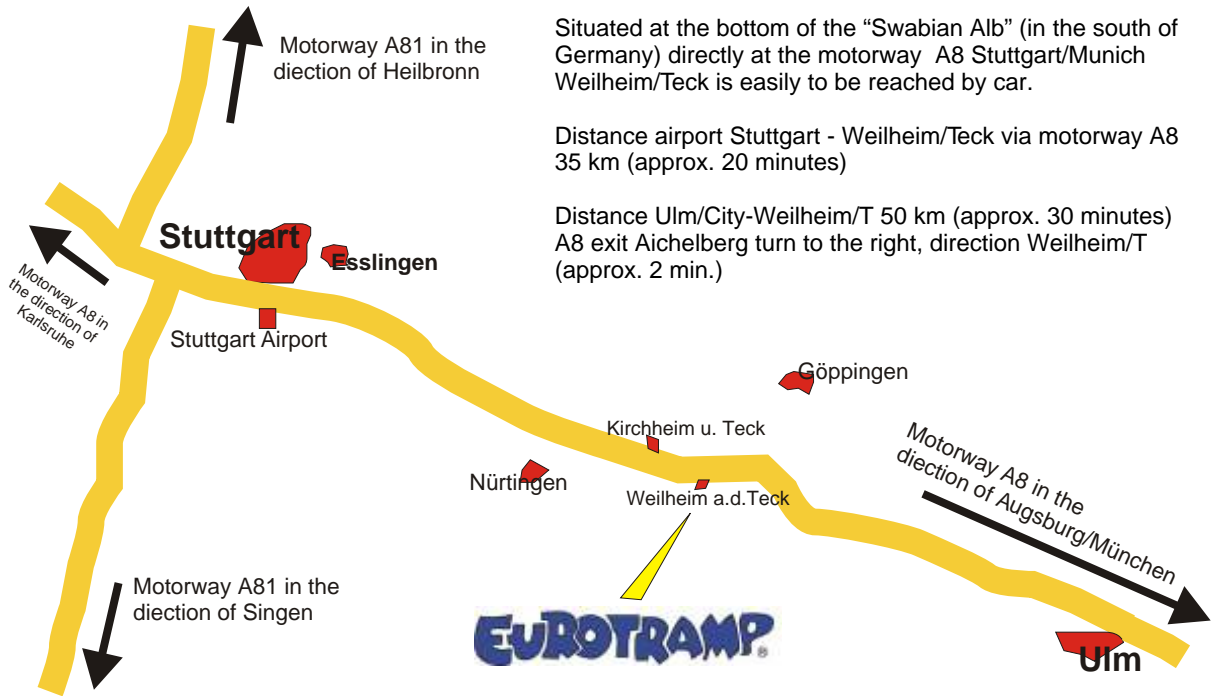 Situated at the bottom of the “Swabian Alb” (in the south of
Germany) directly at the motorway A8 Stuttgart/Munich
Weilheim/Teck is easily to be reached by car.
Distance airport Stuttgart - Weilheim/Teck via motorway A8
35 km (approx. 20 minutes)
Distance Ulm/City-Weilheim/T 50 km (approx. 30 minutes)
A8 exit Aichelberg turn to the right, direction Weilheim/T
(approx. 2 min.)
Motorway A81 in the
diection of Heilbronn
Stuttgart
Esslingen
Motorway A8 in
the direction of
Karlsruhe
Stuttgart Airport
Göppingen
Kirchheim u. Teck
Nürtingen
Weilheim a.d.Teck
Motorway A8 in the
diection of Augsburg/München
Motorway A81 in the
diection of Singen
EUROTRAMP®
Ulm